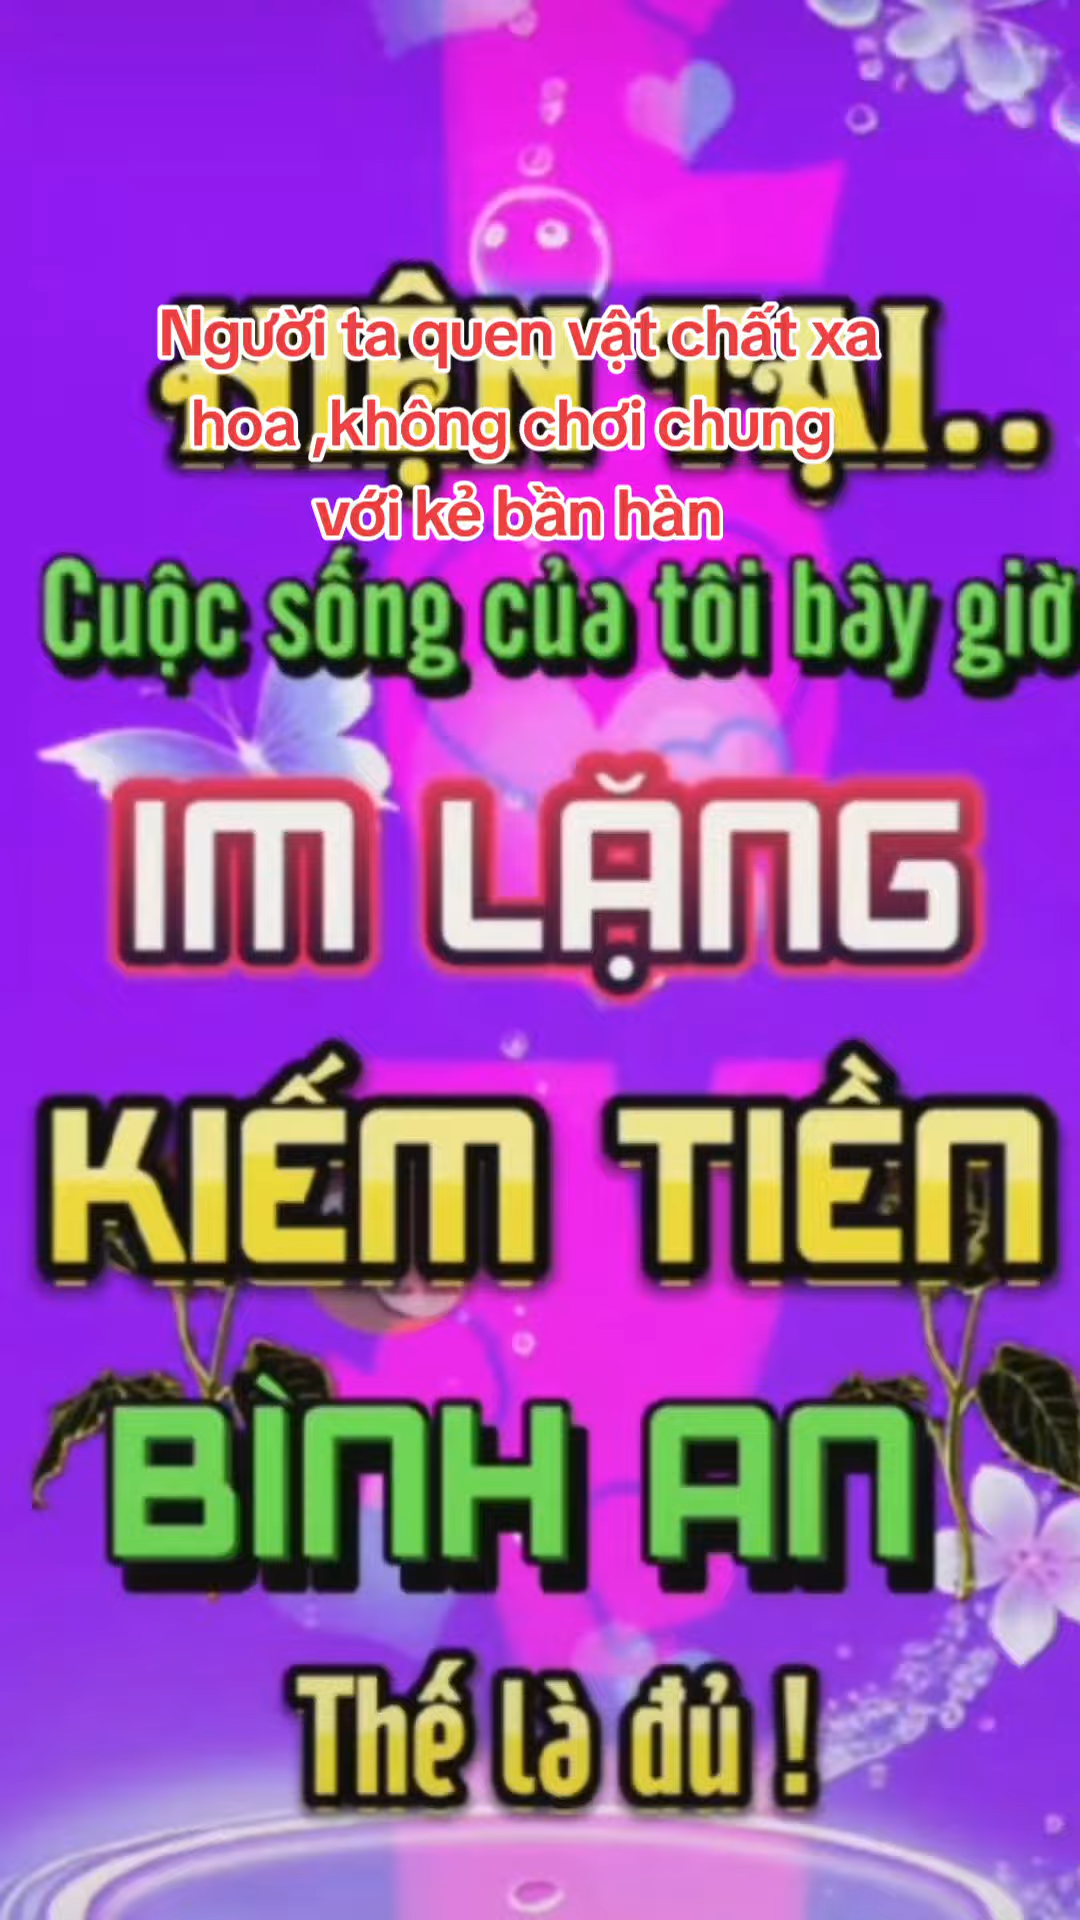 HIỆN TẠI..
Người ta quen vật chất xa
hoa ,không chơi chung
với kẻ bần hàn
Cuộc sống của tôi bây giờ
IM LẶNG
KIẾM TIỀN
BÌNH AN
Thế là đủ !